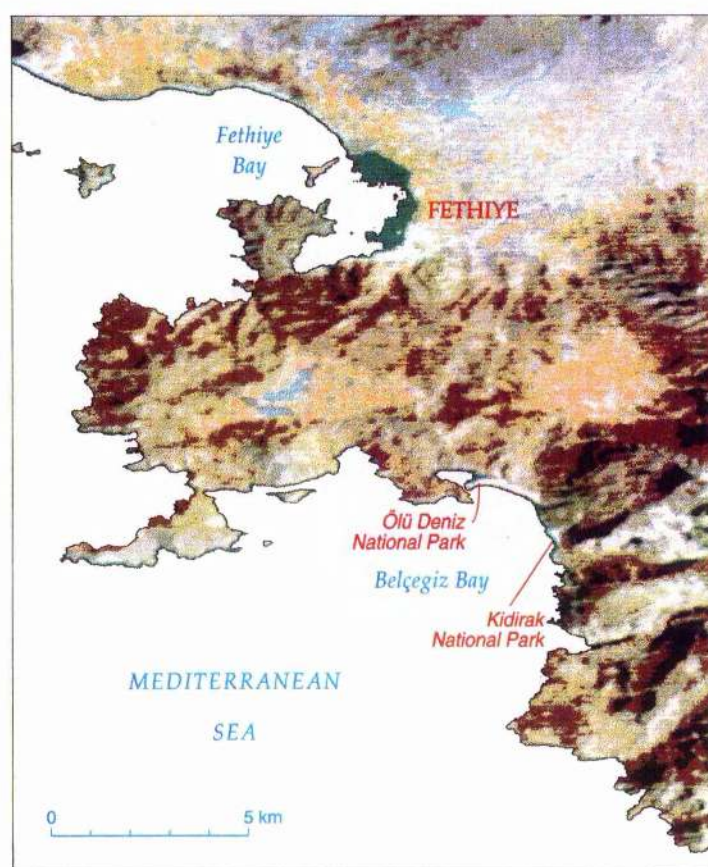 Fethiye
Bay
FETHIYE
Ölü Deniz
National Park
Belçegiz Bay
Kidirak
National Park
MEDITERRANEAN
SEA
0 5 km